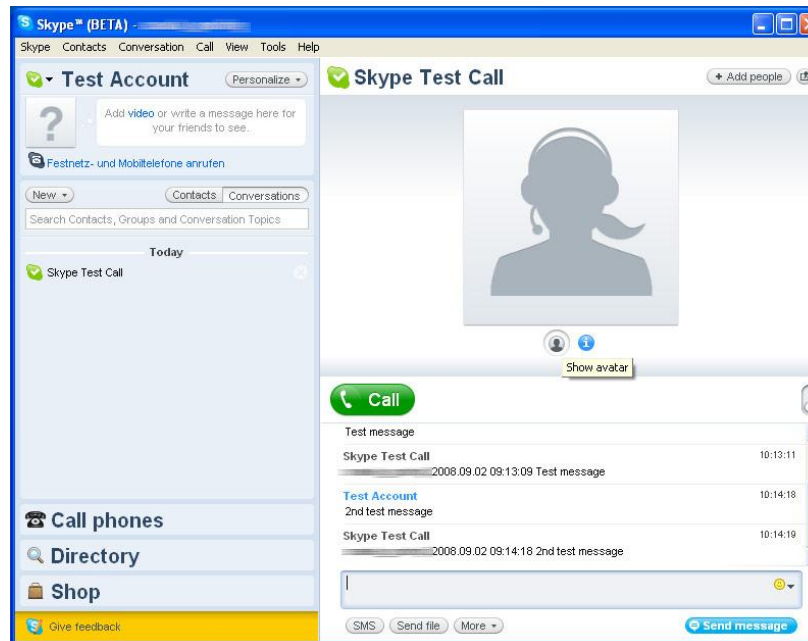 Skype™ (BETA) -
Skype Contacts Conversation Call View Tools Help
Test Account
Personalize
Add video or write a message here for
your friends to see.
Festnetz- und Mobiltelefone anrufen
New
Contacts Conversations
Search Contacts, Groups and Conversation Topics
Today
Skype Test Call
Call phones
Directory
Shop
Give feedback
Skype Test Call
+ Add people
Show avatar
Call
Test message
Skype Test Call 10:13:11
2008.09.02 09:13:09 Test message
Test Account 10:14:18
2nd test message
Skype Test Call 10:14:19
2008.09.02 09:14:18 2nd test message
SMS Send file More
Send message